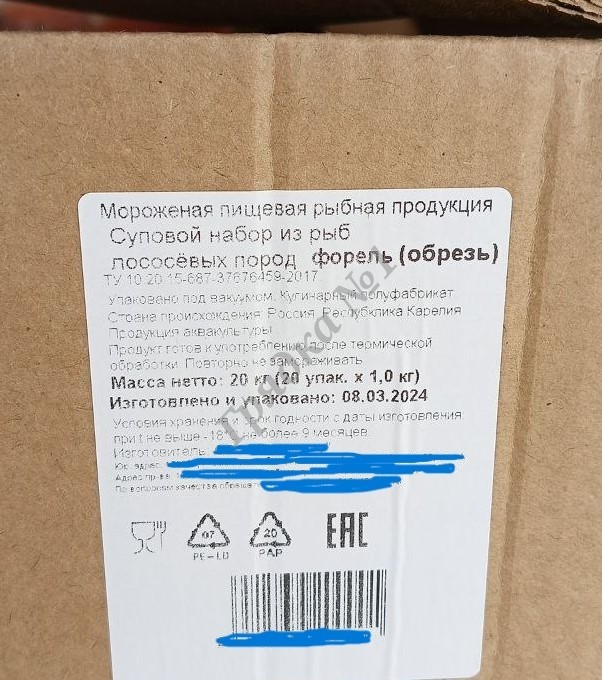 Мороженая пищевая рыбная продукция
Суповой набор из рыб
лососёвых пород форель (обрезь)
ТУ 10.20.15-687-37676459-2017
Упаковано под вакуумом. Кулинарный полуфабрикат
Страна происхождения: Россия, Республика Карелия
Продукция аквакультуры
Продукт готов к употреблению после термической
обработки. Повторно не замораживать.
Масса нетто: 20 кг (20 упак. х 1,0 кг)
Изготовлено и упаковано: 08.03.2024
Условия хранения срок годности с даты изготовления:
при t не выше -18 не более 9 месяцев.
Изготовитель:
Юр. адрес:
Адрес
По вопросам качества
07
20
PE-LD
PAP
EAC
Грядка №1